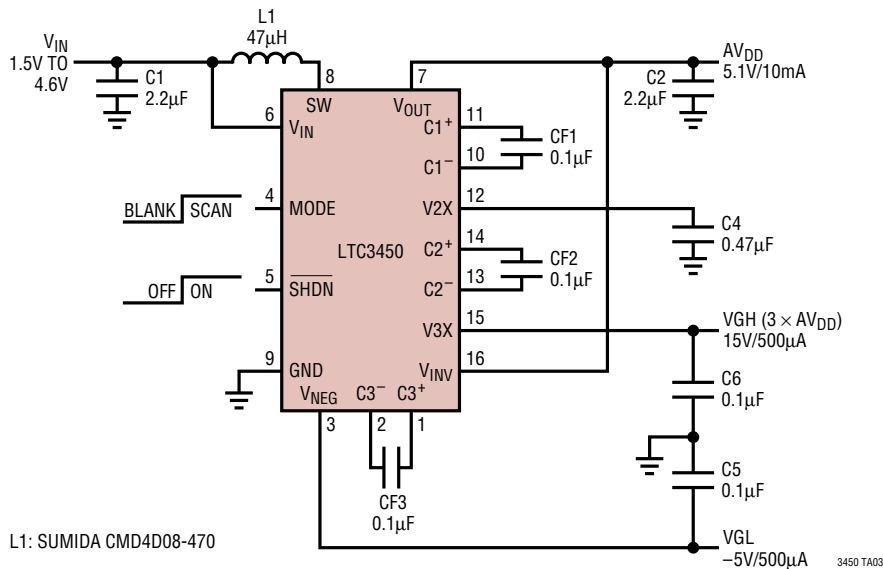 L1
47µH
V_IN
1.5V TO
4.6V
C1
2.2µF
8
SW
7
V_OUT
AV_DD
5.1V/10mA
C2
2.2µF
6
V_IN
C1+
11
C1−
10
CF1
0.1µF
BLANK SCAN
4
MODE
V2X
12
C4
0.47µF
LTC3450
C2+
14
C2−
13
CF2
0.1µF
OFF ON
5
SHDN
V3X
15
VGH (3 × AV_DD)
15V/500µA
9
GND
V_INV
16
V_NEG
C3−
C3+
3
2
1
C6
0.1µF
C5
0.1µF
CF3
0.1µF
L1: SUMIDA CMD4D08-470
VGL
–5V/500µA
3450 TA03